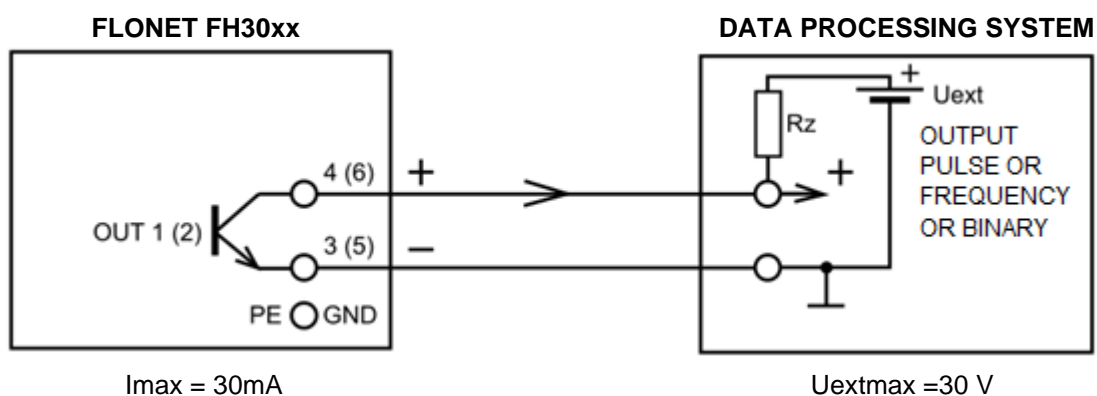 FLONET FH30xx
DATA PROCESSING SYSTEM
4 (6)
+
OUT 1 (2)
3 (5)
−
PE
GND
+
Uext
Rz
+
OUTPUT
PULSE OR
FREQUENCY
OR BINARY
Imax = 30mA
Uextmax =30 V